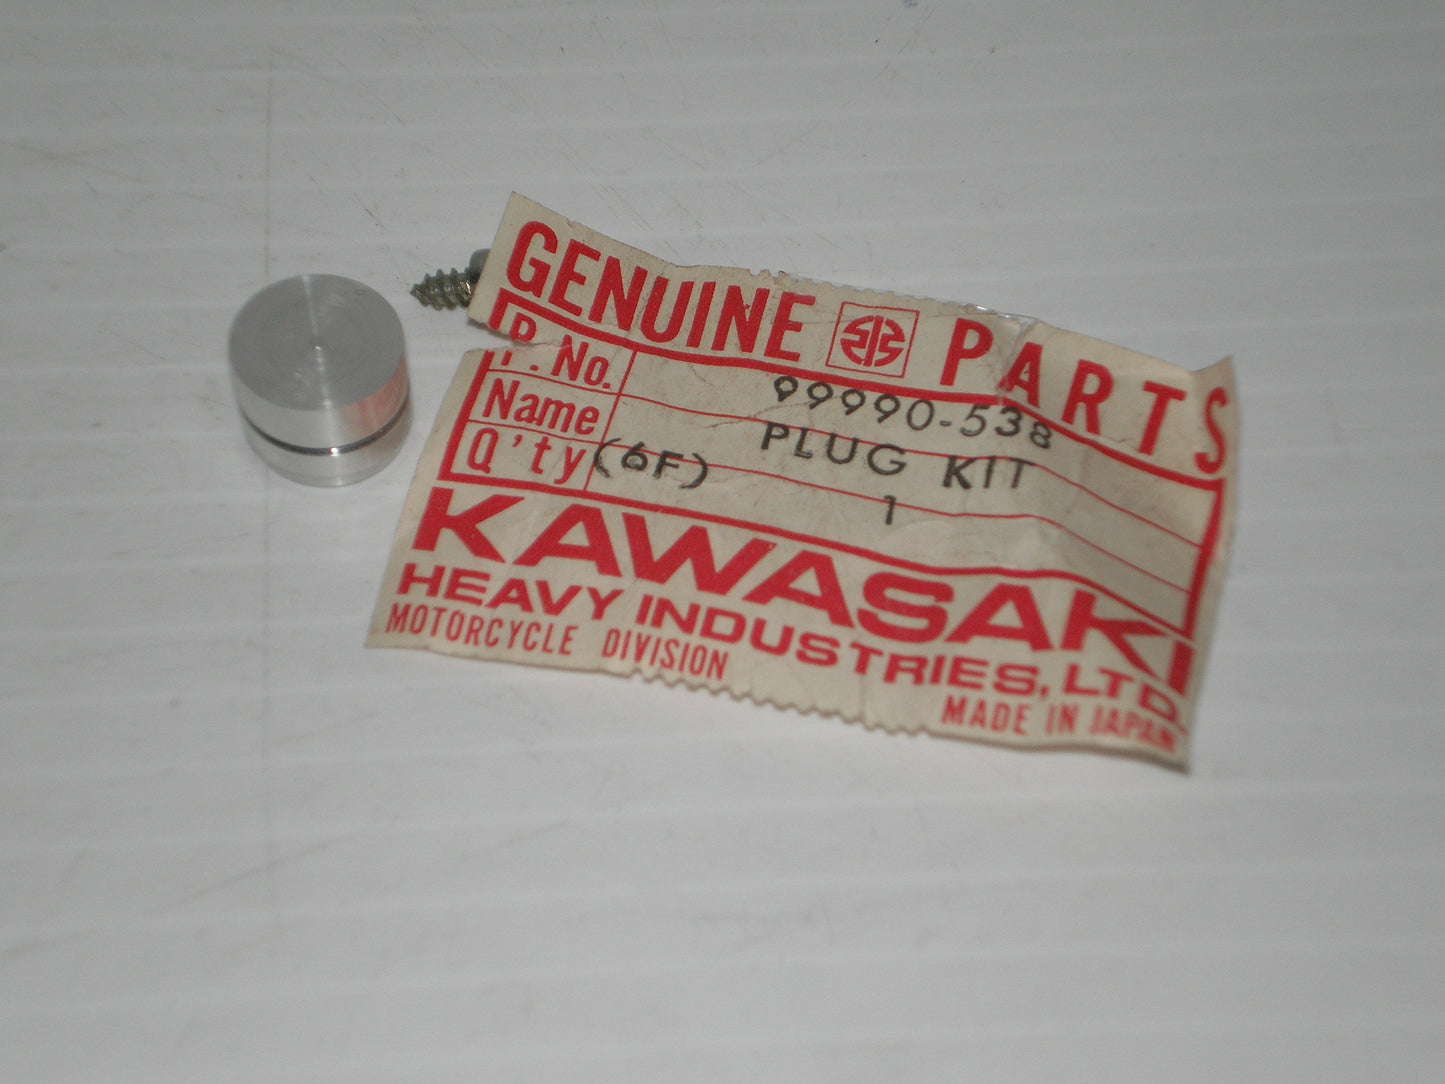 GENUINE PARTS
P. No. 99990-538
Name PLUG KIT
Q'ty (6F) 1
KAWASAKI
HEAVY INDUSTRIES, LTD.
MOTORCYCLE DIVISION
MADE IN JAPAN